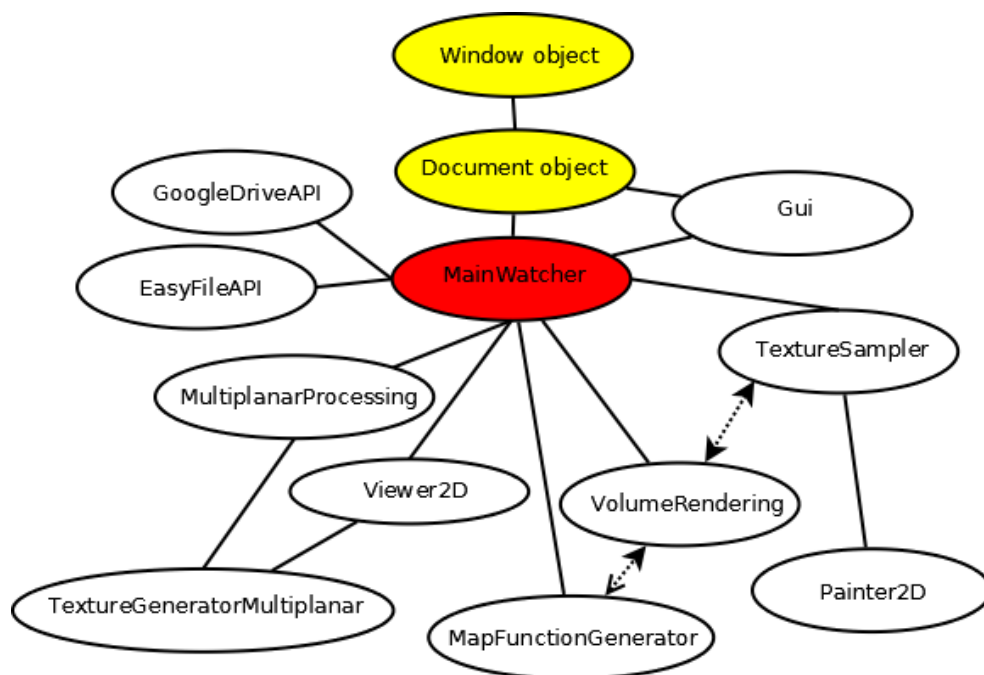 Window object
Document object
GoogleDriveAPI
Gui
MainWatcher
EasyFileAPI
TextureSampler
MultiplanarProcessing
Viewer2D
VolumeRendering
Painter2D
TextureGeneratorMultiplanar
MapFunctionGenerator